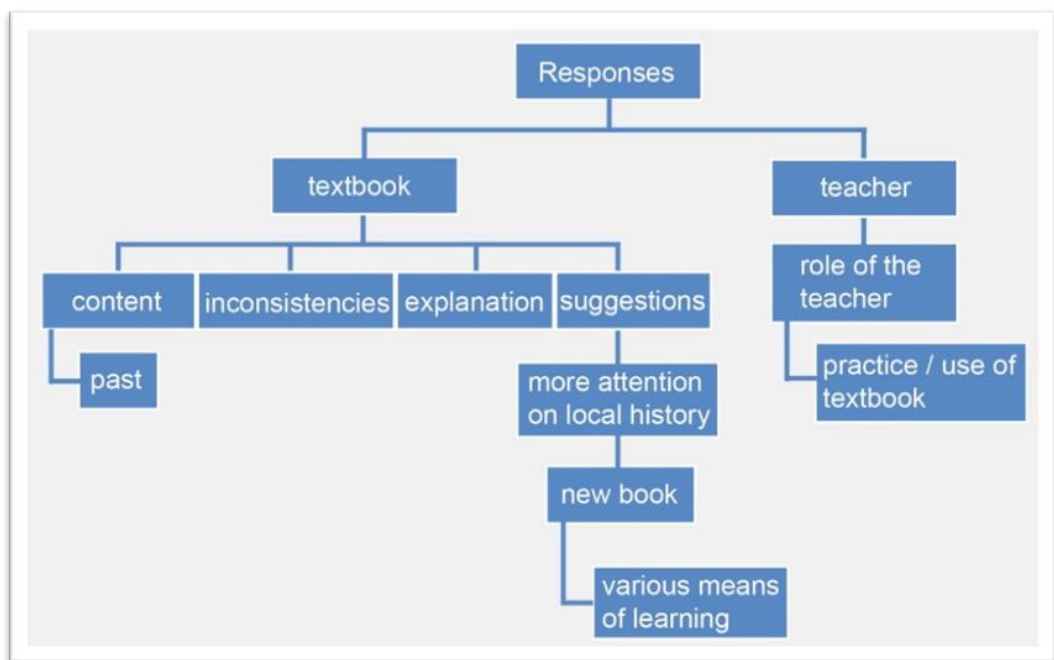 Responses
textbook
teacher
content
inconsistencies
explanation
suggestions
role of the
teacher
past
more attention
on local history
practice / use of
textbook
new book
various means
of learning